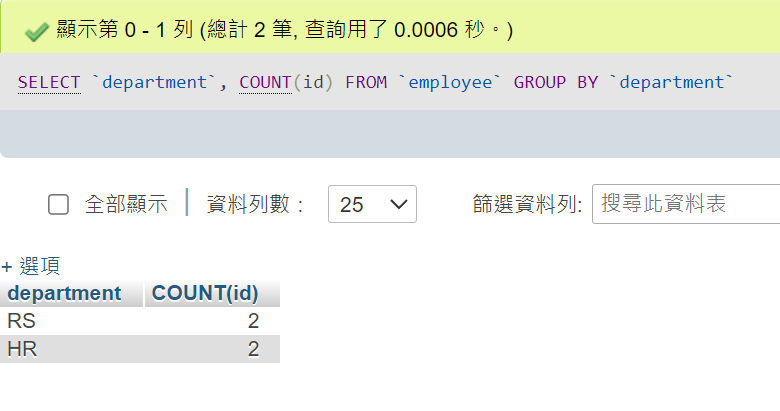 顯示第 0 - 1 列 (總計 2 筆, 查詢用了 0.0006 秒。)
SELECT `department`, COUNT(id) FROM `employee` GROUP BY `department`
全部顯示 | 資料列數： 25 篩選資料列: 搜尋此資料表
+ 選項
department COUNT(id)
RS 2
HR 2